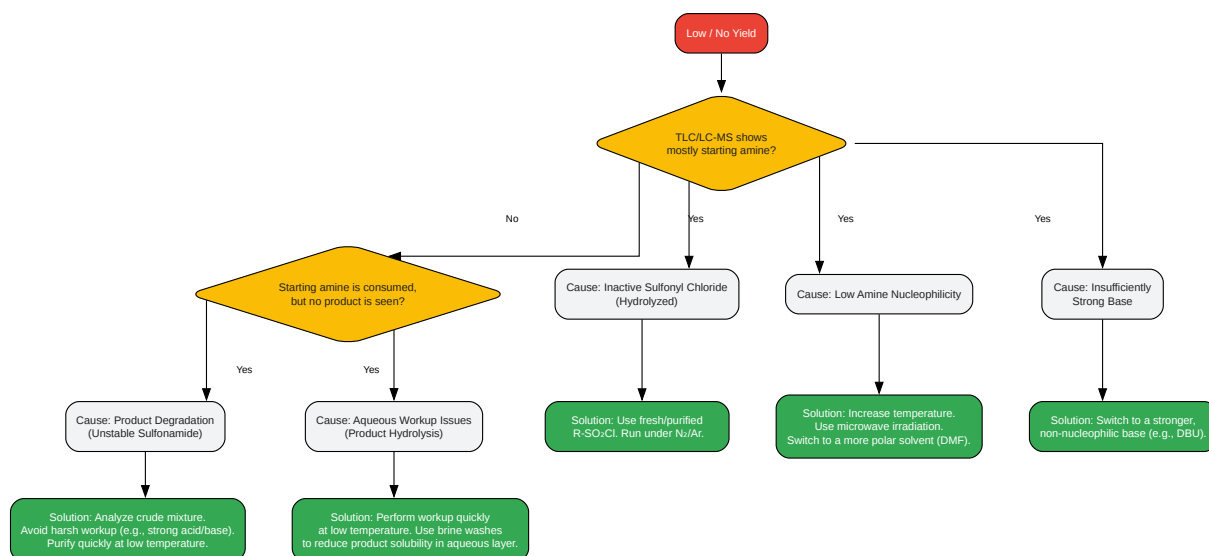 Low / No Yield
TLC/LC-MS shows
mostly starting amine?
No
Yes
Yes
Yes
Starting amine is consumed,
but no product is seen?
Cause: Inactive Sulfonyl Chloride
(Hydrolyzed)
Cause: Low Amine Nucleophilicity
Cause: Insufficiently
Strong Base
Yes
Yes
Cause: Product Degradation
(Unstable Sulfonamide)
Cause: Aqueous Workup Issues
(Product Hydrolysis)
Solution: Use fresh/purified
R-SO₂Cl. Run under N₂/Ar.
Solution: Increase temperature.
Use microwave irradiation.
Switch to a more polar solvent (DMF).
Solution: Switch to a stronger,
non-nucleophilic base (e.g., DBU).
Solution: Analyze crude mixture.
Avoid harsh workup (e.g., strong acid/base).
Purify quickly at low temperature.
Solution: Perform workup quickly
at low temperature. Use brine washes
to reduce product solubility in aqueous layer.